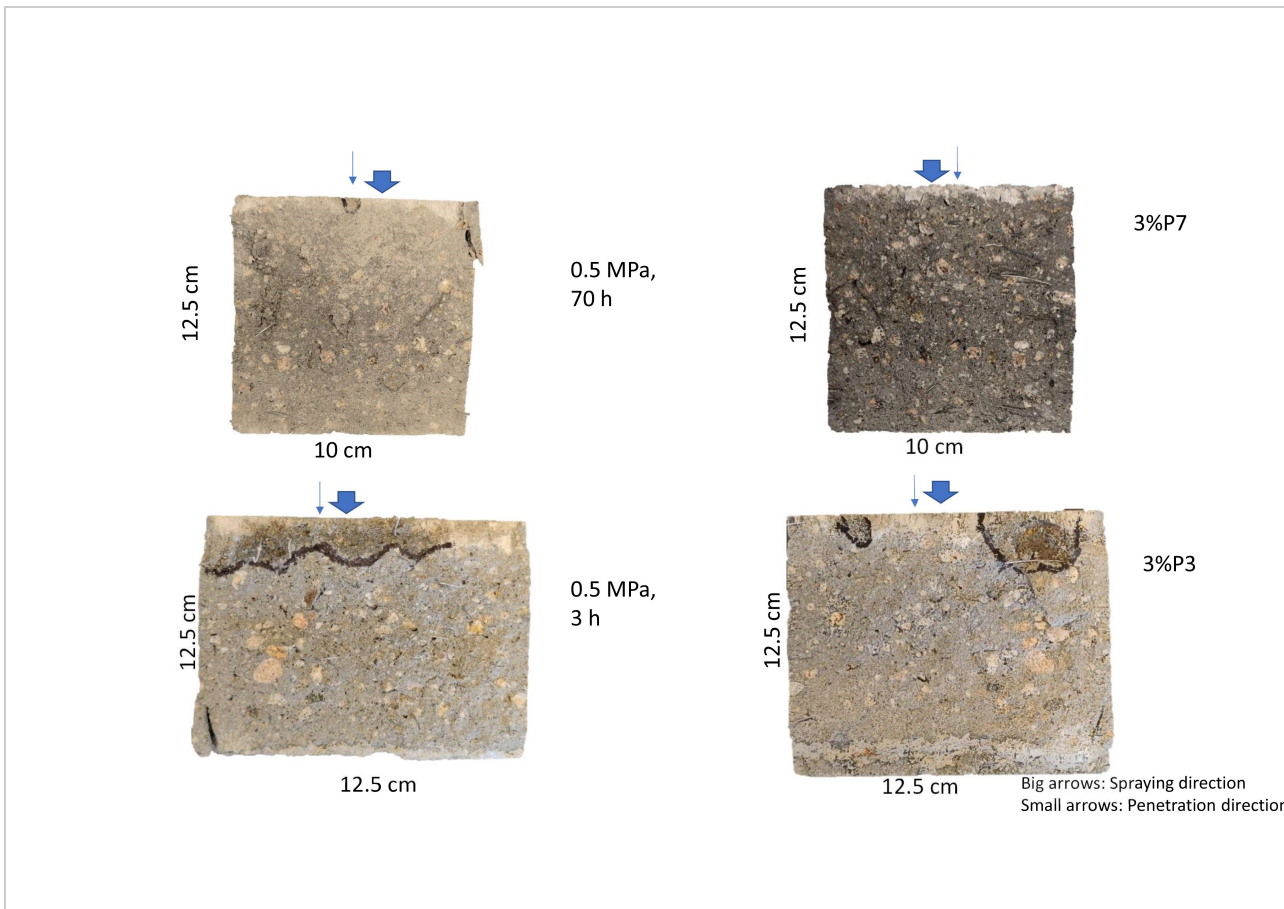 0.5 MPa,
70 h
3%P7
12.5 cm
12.5 cm
10 cm
10 cm
0.5 MPa,
3 h
3%P3
12.5 cm
12.5 cm
12.5 cm
12.5 cm
Big arrows: Spraying direction
Small arrows: Penetration direction